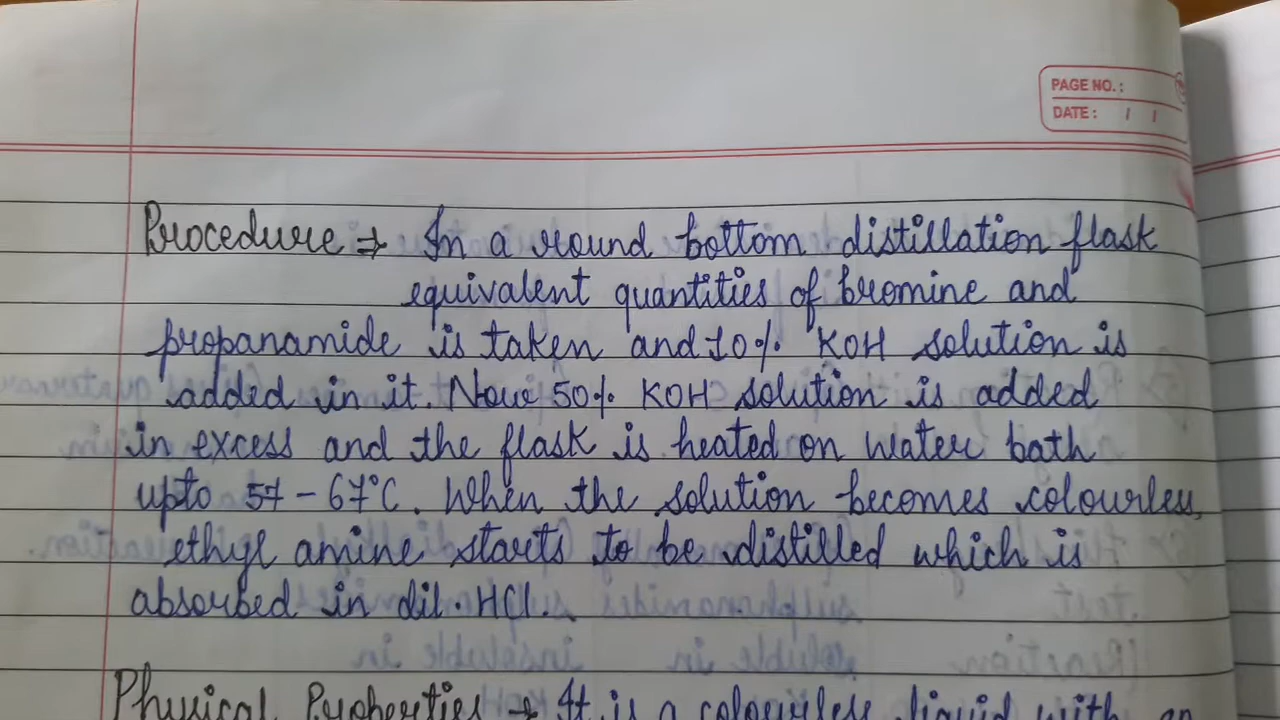 PAGE NO.:
DATE: / /
Procedure ⇒ In a round bottom distillation flask
equivalent quantities of bromine and
propanamide is taken and 10% KOH solution is
added in it. Now 50% KOH solution is added
in excess and the flask is heated on water bath
upto 57 - 67°C. When the solution becomes colourless,
ethyl amine starts to be distilled which is
absorbed in dil. HCl.
Physical Properties → It is a colourless liquid with an